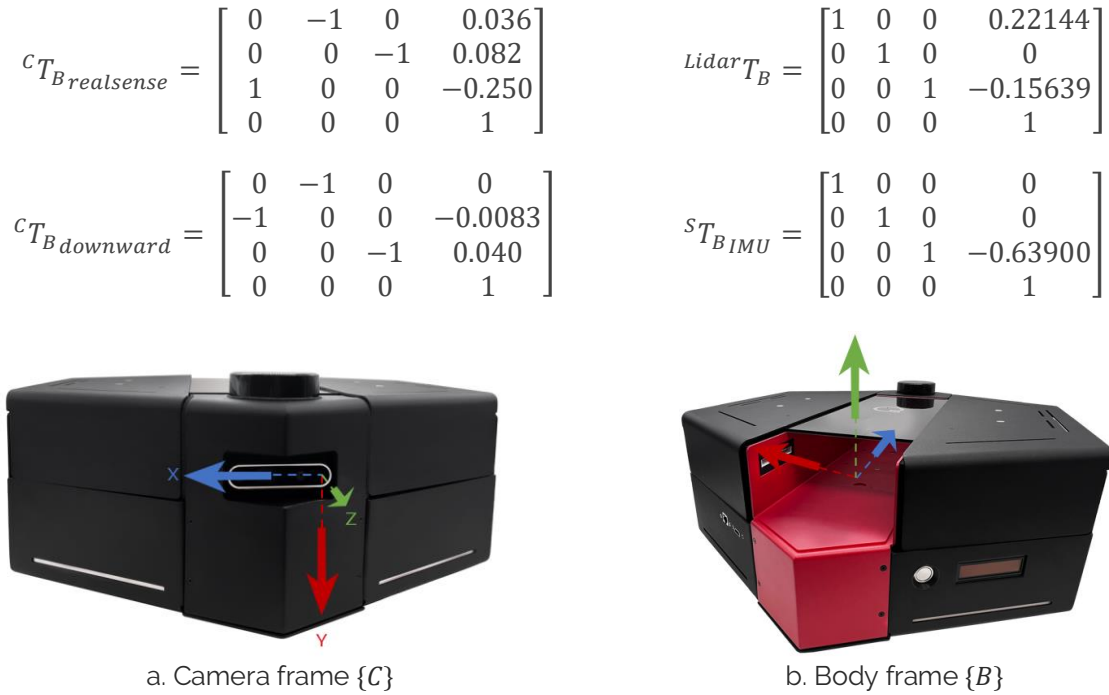 ^C T_{B realsense} = [0 −1 0 0.036
0 0 −1 0.082
1 0 0 −0.250
0 0 0 1]
^{Lidar} T_B = [1 0 0 0.22144
0 1 0 0
0 0 1 −0.15639
0 0 0 1]
^C T_{B downward} = [0 −1 0 0
−1 0 0 −0.0083
0 0 −1 0.040
0 0 0 1]
^S T_{B IMU} = [1 0 0 0
0 1 0 0
0 0 1 −0.63900
0 0 0 1]
X
Z
Y
a. Camera frame {C}
b. Body frame {B}